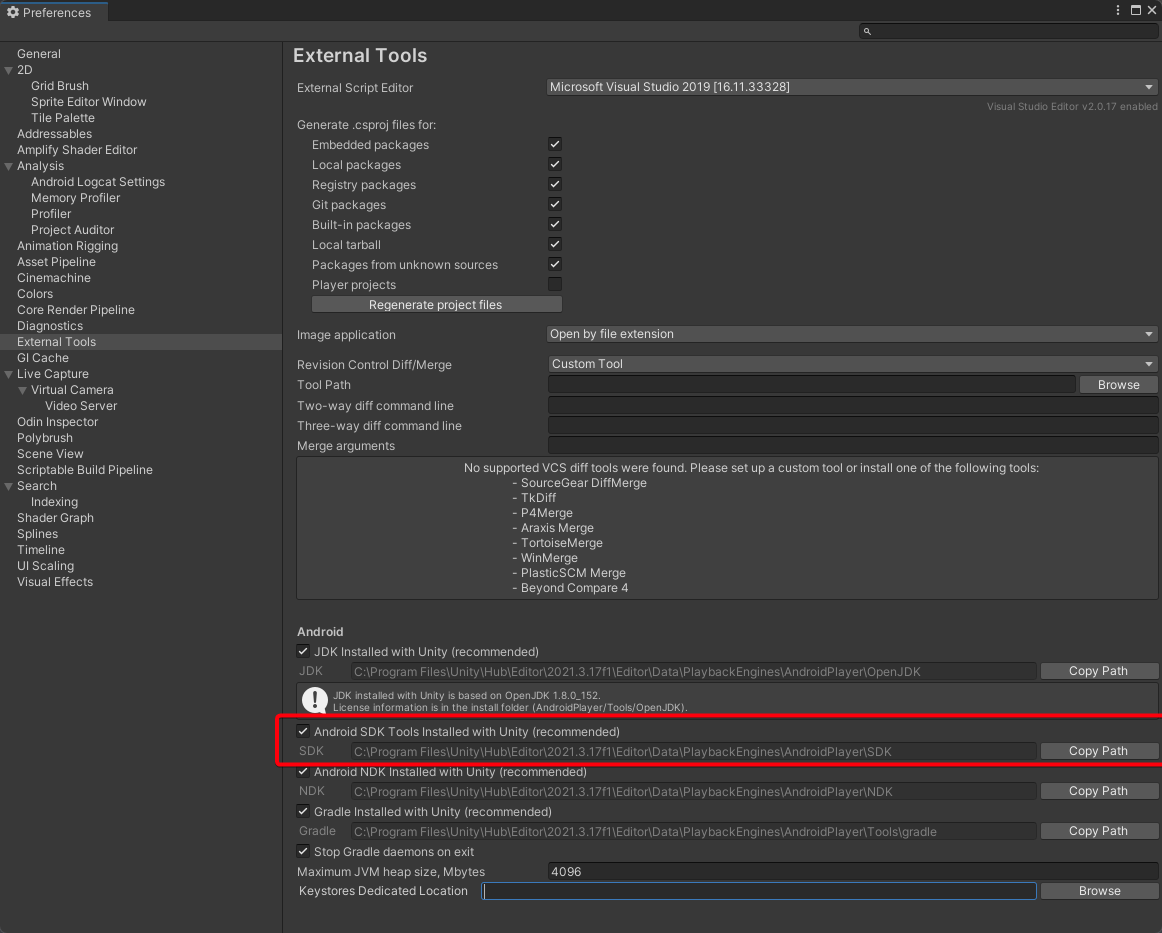 Preferences
General
2D
Grid Brush
Sprite Editor Window
Tile Palette
Addressables
Amplify Shader Editor
Analysis
Android Logcat Settings
Memory Profiler
Profiler
Project Auditor
Animation Rigging
Asset Pipeline
Cinemachine
Colors
Core Render Pipeline
Diagnostics
External Tools
GI Cache
Live Capture
Virtual Camera
Video Server
Odin Inspector
Polybrush
Scene View
Scriptable Build Pipeline
Search
Indexing
Shader Graph
Splines
Timeline
UI Scaling
Visual Effects
External Tools
External Script Editor Microsoft Visual Studio 2019 [16.11.33328]
Visual Studio Editor v2.0.17 enabled
Generate .csproj files for:
Embedded packages
Local packages
Registry packages
Git packages
Built-in packages
Local tarball
Packages from unknown sources
Player projects
Regenerate project files
Image application Open by file extension
Revision Control Diff/Merge Custom Tool
Tool Path Browse
Two-way diff command line
Three-way diff command line
Merge arguments
No supported VCS diff tools were found. Please set up a custom tool or install one of the following tools:
- SourceGear DiffMerge
- TkDiff
- P4Merge
- Araxis Merge
- TortoiseMerge
- WinMerge
- PlasticSCM Merge
- Beyond Compare 4
Android
JDK Installed with Unity (recommended)
JDK C:\Program Files\Unity\Hub\Editor\2021.3.17f1\Editor\Data\PlaybackEngines\AndroidPlayer\OpenJDK Copy Path
JDK installed with Unity is based on OpenJDK 1.8.0_152.
License information is in the install folder (AndroidPlayer/Tools/OpenJDK).
Android SDK Tools Installed with Unity (recommended)
SDK C:\Program Files\Unity\Hub\Editor\2021.3.17f1\Editor\Data\PlaybackEngines\AndroidPlayer\SDK Copy Path
Android NDK Installed with Unity (recommended)
NDK C:\Program Files\Unity\Hub\Editor\2021.3.17f1\Editor\Data\PlaybackEngines\AndroidPlayer\NDK Copy Path
Gradle Installed with Unity (recommended)
Gradle C:\Program Files\Unity\Hub\Editor\2021.3.17f1\Editor\Data\PlaybackEngines\AndroidPlayer\Tools\gradle Copy Path
Stop Gradle daemons on exit
Maximum JVM heap size, Mbytes 4096
Keystores Dedicated Location Browse